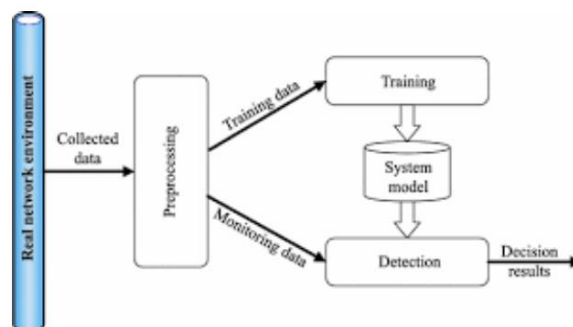 Real network environment
Collected
data
Preprocessing
Training data
Monitoring data
Training
System
model
Detection
Decision
results